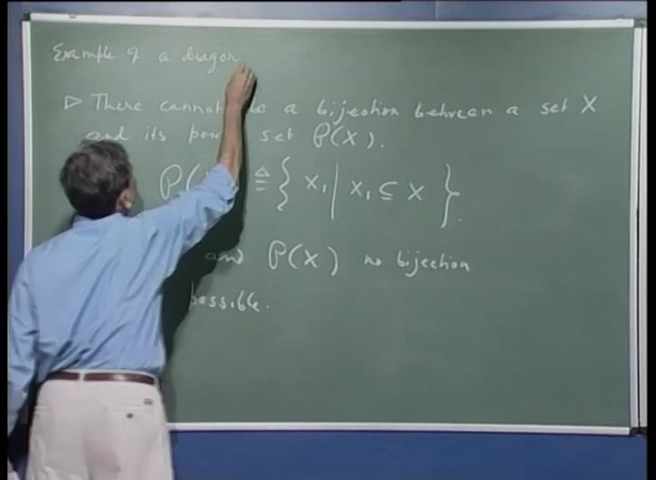 Example of a diagon
▷ There cannot be a bijection between a set X
and its power set P(X).
P( ≜ { X₁ | X₁ ⊆ X }.
and P(X) no bijection
possible.